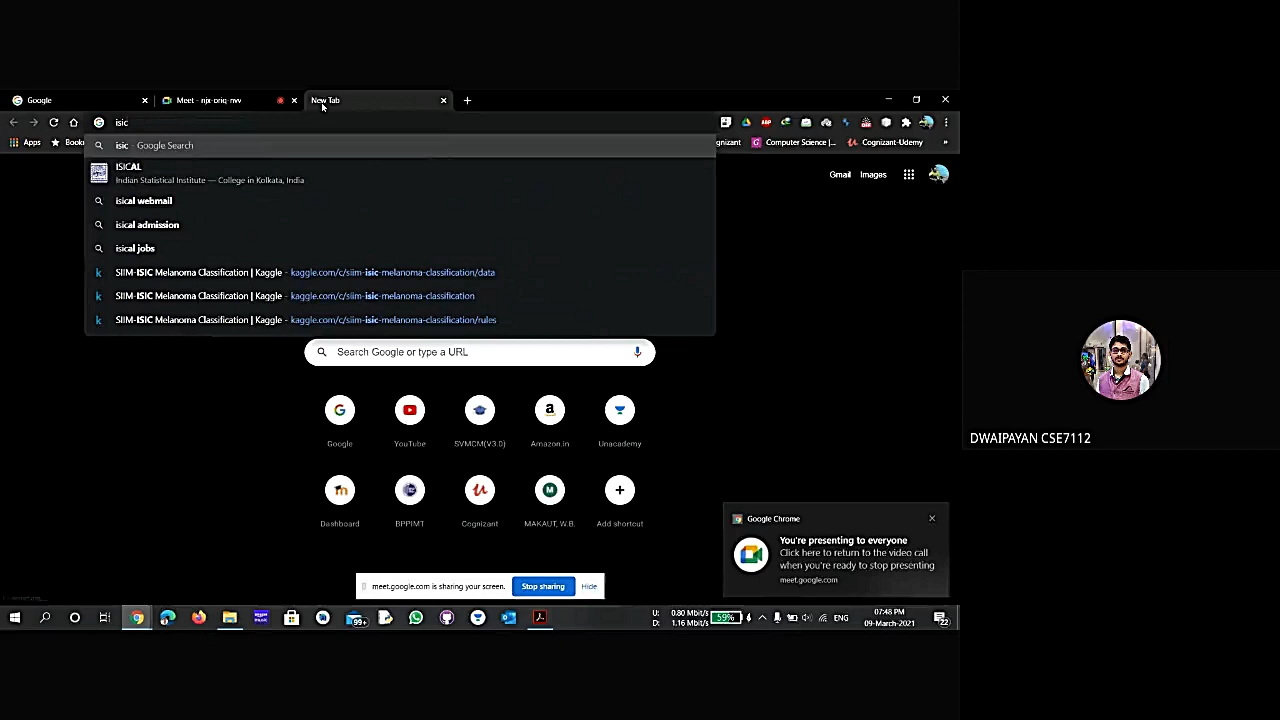 Google
Meet - njx-oriq-nvv
New Tab
isic
Apps
Book
gnizant
Computer Science |...
Cognizant-Udemy
»
isic - Google Search
ISICAL
Indian Statistical Institute — College in Kolkata, India
isical webmail
isical admission
isical jobs
SIIM-ISIC Melanoma Classification | Kaggle - kaggle.com/c/siim-isic-melanoma-classification/data
SIIM-ISIC Melanoma Classification | Kaggle - kaggle.com/c/siim-isic-melanoma-classification
SIIM-ISIC Melanoma Classification | Kaggle - kaggle.com/c/siim-isic-melanoma-classification/rules
Gmail Images
Search Google or type a URL
Google YouTube SVMCM(V3.0) Amazon.in Unacademy
Dashboard BPPIMT Cognizant MAKAUT, W.B. Add shortcut
DWAIPAYAN CSE7112
Google Chrome
You're presenting to everyone
Click here to return to the video call
when you're ready to stop presenting
meet.google.com
meet.google.com is sharing your screen. Stop sharing Hide
99+
U: 0.80 Mbit/s
D: 1.16 Mbit/s
59%
ENG
07:48 PM
09-March-2021
22